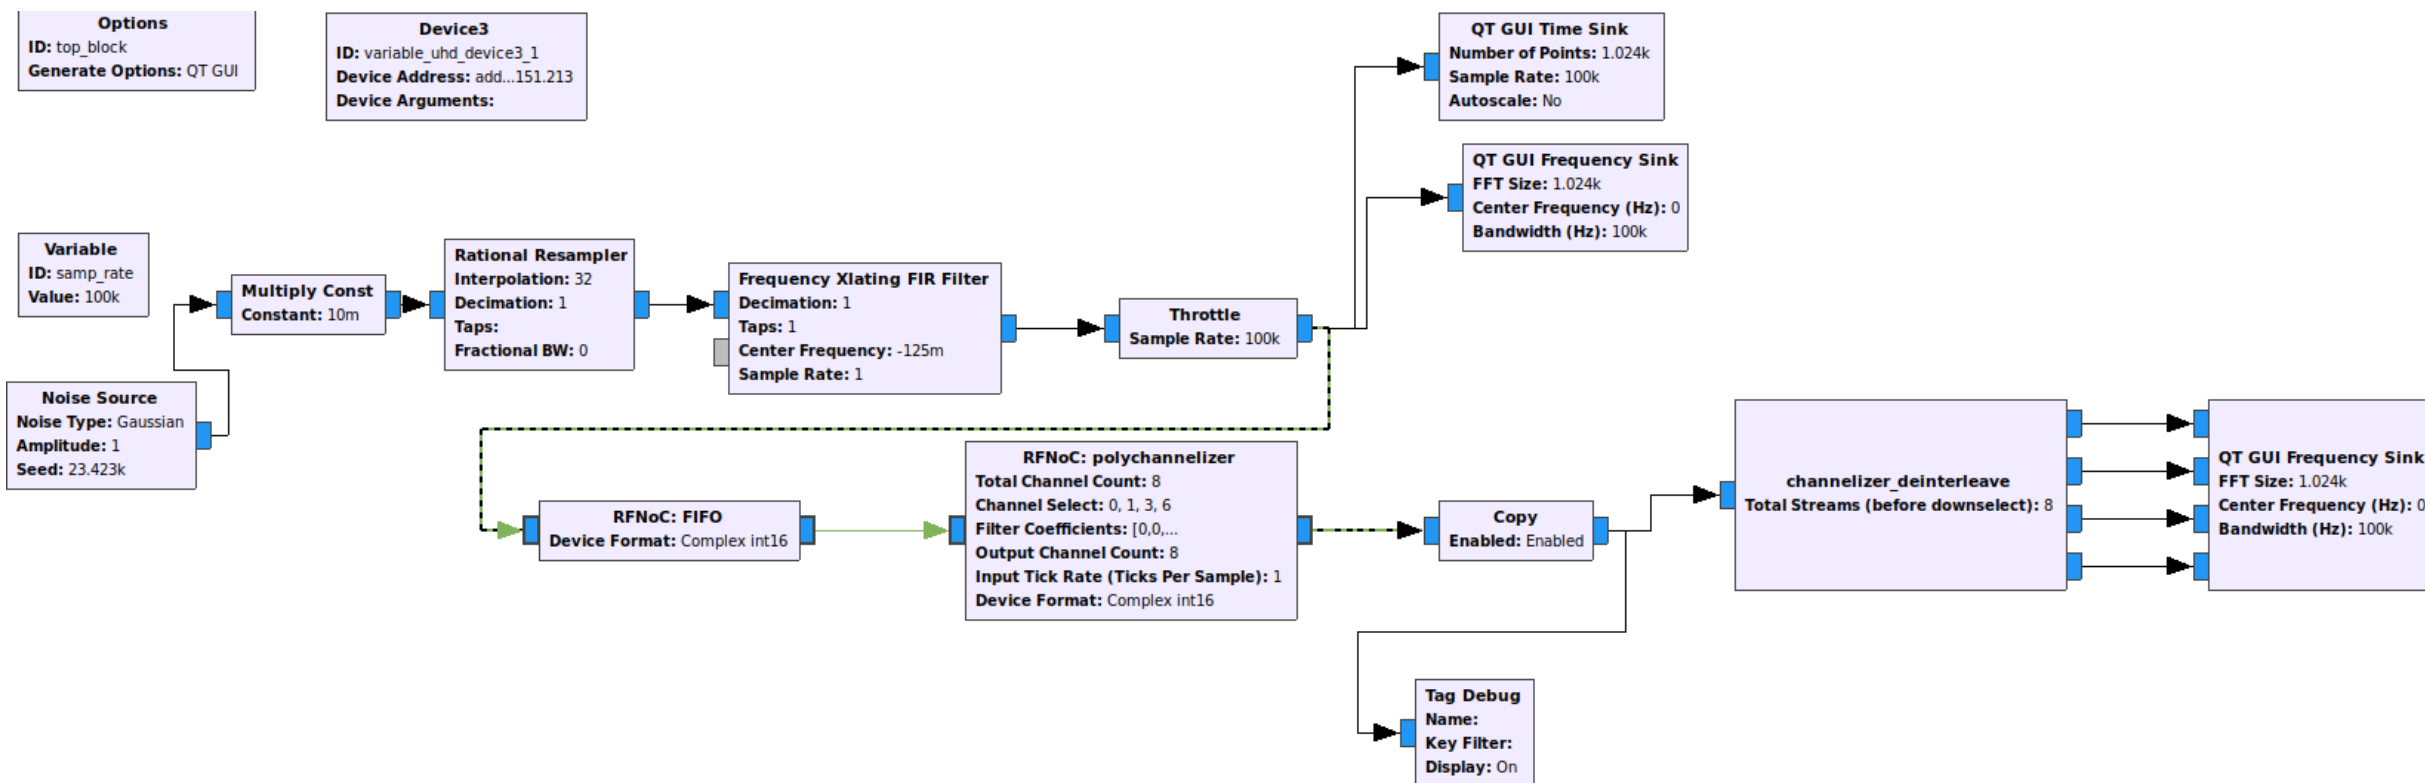 Options
ID: top_block
Generate Options: QT GUI
Device3
ID: variable_uhd_device3_1
Device Address: add...151.213
Device Arguments:
QT GUI Time Sink
Number of Points: 1.024k
Sample Rate: 100k
Autoscale: No
QT GUI Frequency Sink
FFT Size: 1.024k
Center Frequency (Hz): 0
Bandwidth (Hz): 100k
Variable
ID: samp_rate
Value: 100k
Multiply Const
Constant: 10m
Rational Resampler
Interpolation: 32
Decimation: 1
Taps:
Fractional BW: 0
Frequency Xlating FIR Filter
Decimation: 1
Taps: 1
Center Frequency: -125m
Sample Rate: 1
Throttle
Sample Rate: 100k
Noise Source
Noise Type: Gaussian
Amplitude: 1
Seed: 23.423k
RFNoC: FIFO
Device Format: Complex int16
RFNoC: polychannelizer
Total Channel Count: 8
Channel Select: 0, 1, 3, 6
Filter Coefficients: [0,0,...
Output Channel Count: 8
Input Tick Rate (Ticks Per Sample): 1
Device Format: Complex int16
Copy
Enabled: Enabled
channelizer_deinterleave
Total Streams (before downselect): 8
QT GUI Frequency Sink
FFT Size: 1.024k
Center Frequency (Hz): 0
Bandwidth (Hz): 100k
Tag Debug
Name:
Key Filter:
Display: On